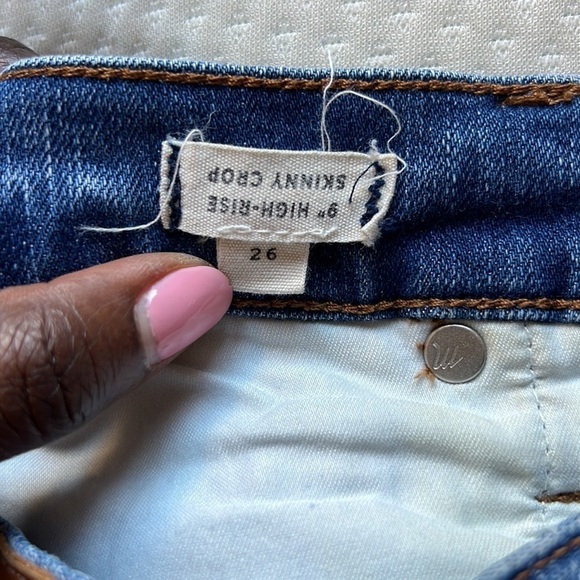 9" HIGH-RISE
SKINNY CROP
26
m